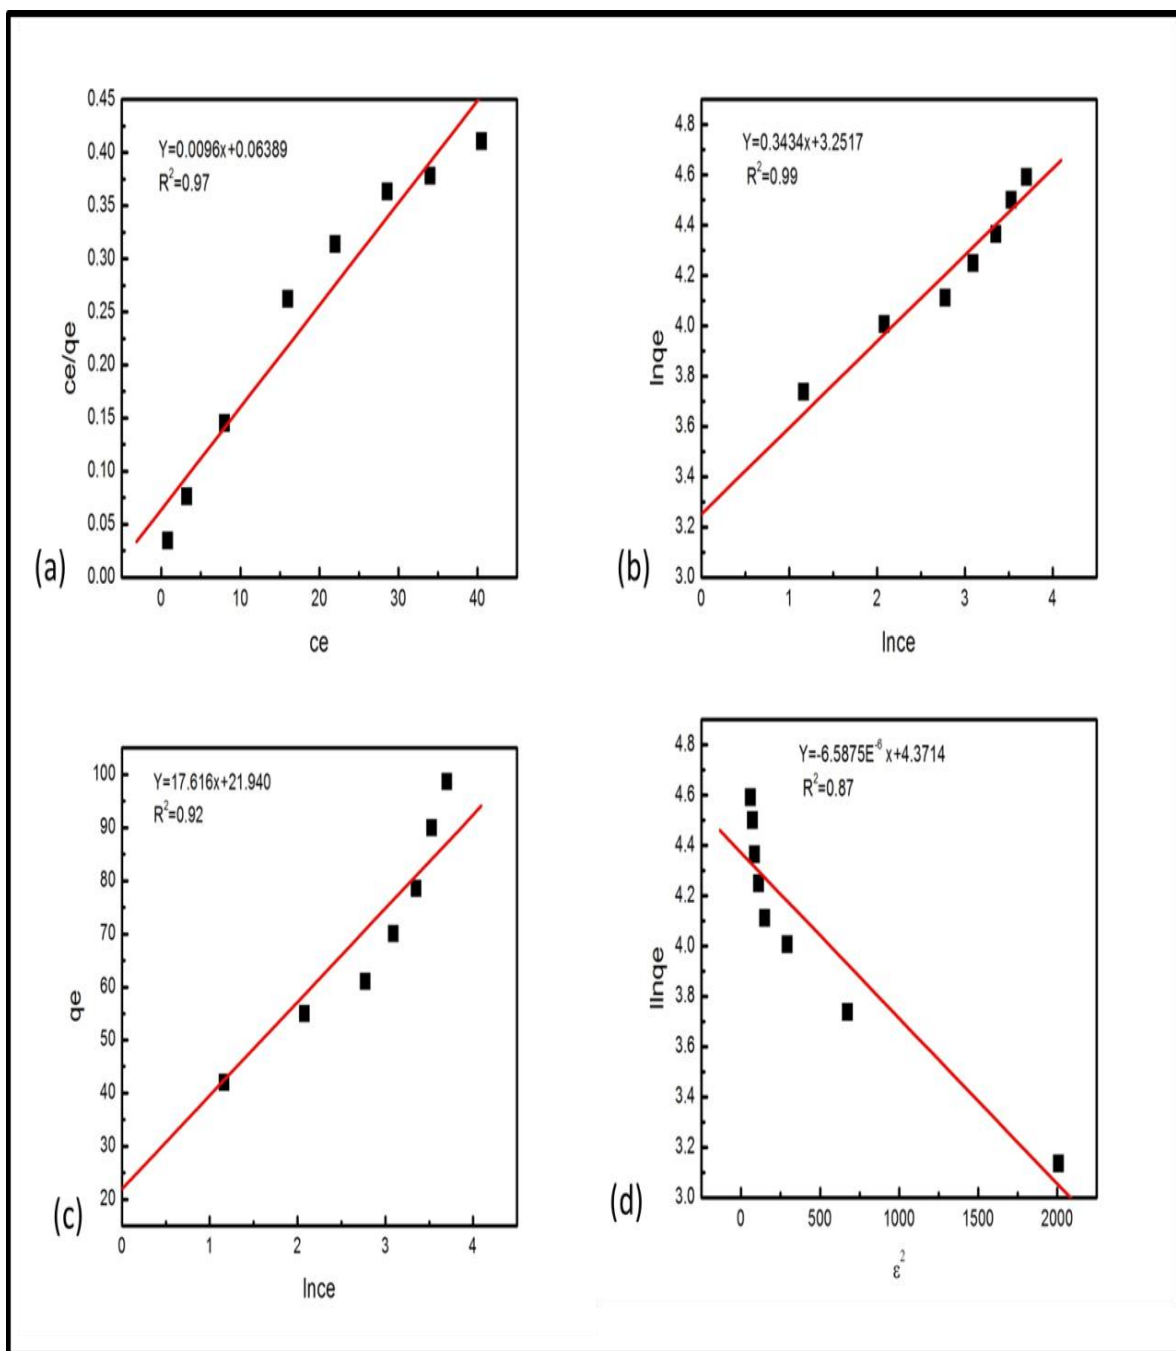 0.45
0.40
0.35
0.30
0.25
0.20
0.15
0.10
0.05
0.00
ce/qe
Y=0.0096x+0.06389
R²=0.97
(a)
0 10 20 30 40
ce
4.8
4.6
4.4
4.2
4.0
3.8
3.6
3.4
3.2
3.0
lnqe
Y=0.3434x+3.2517
R²=0.99
(b)
0 1 2 3 4
lnce
100
90
80
70
60
50
40
30
20
qe
Y=17.616x+21.940
R²=0.92
(c)
0 1 2 3 4
lnce
4.8
4.6
4.4
4.2
4.0
3.8
3.6
3.4
3.2
3.0
llnqe
Y=-6.5875E⁻⁶ x+4.3714
R²=0.87
(d)
0 500 1000 1500 2000
ε²